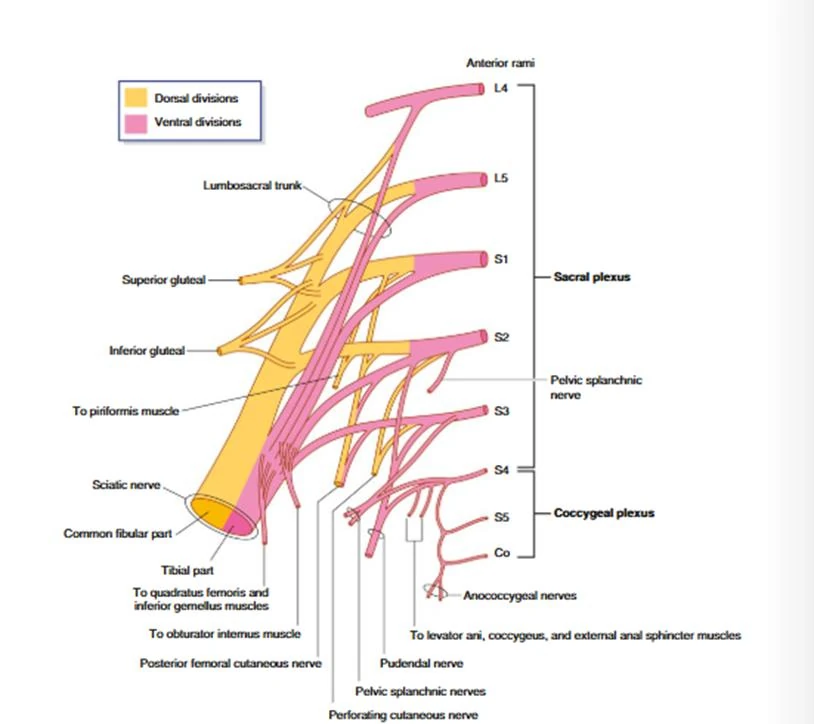 Anterior rami
L4
Dorsal divisions
Ventral divisions
L5
Lumbosacral trunk
S1
Superior gluteal
Sacral plexus
S2
Inferior gluteal
Pelvic splanchnic
nerve
To piriformis muscle
S3
S4
Sciatic nerve
S5
Coccygeal plexus
Common fibular part
Co
Tibial part
To quadratus femoris and
inferior gemellus muscles
Anococcygeal nerves
To obturator internus muscle
To levator ani, coccygeus, and external anal sphincter muscles
Posterior femoral cutaneous nerve
Pudendal nerve
Pelvic splanchnic nerves
Perforating cutaneous nerve